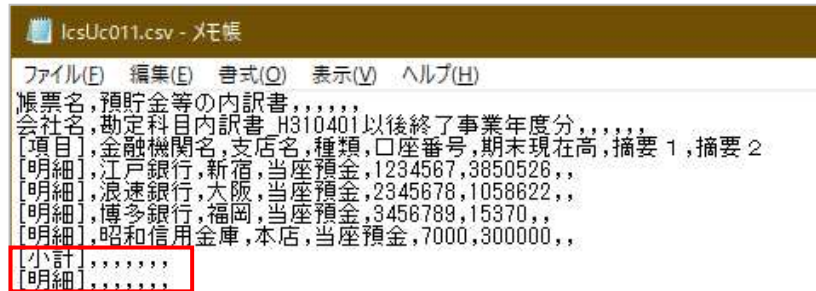 IcsUc011.csv - メモ帳
ファイル(F) 編集(E) 書式(O) 表示(V) ヘルプ(H)
帳票名,預貯金等の内訳書,,,,,,
会社名,勘定科目内訳書_H310401以後終了事業年度分,,,,,,
[項目],金融機関名,支店名,種類,口座番号,期末現在高,摘要１,摘要２
[明細],江戸銀行,新宿,当座預金,1234567,3850526,,
[明細],浪速銀行,大阪,当座預金,2345678,1058622,,
[明細],博多銀行,福岡,当座預金,3456789,15370,,
[明細],昭和信用金庫,本店,当座預金,7000,300000,,
[小計],,,,,,,
[明細],,,,,,,